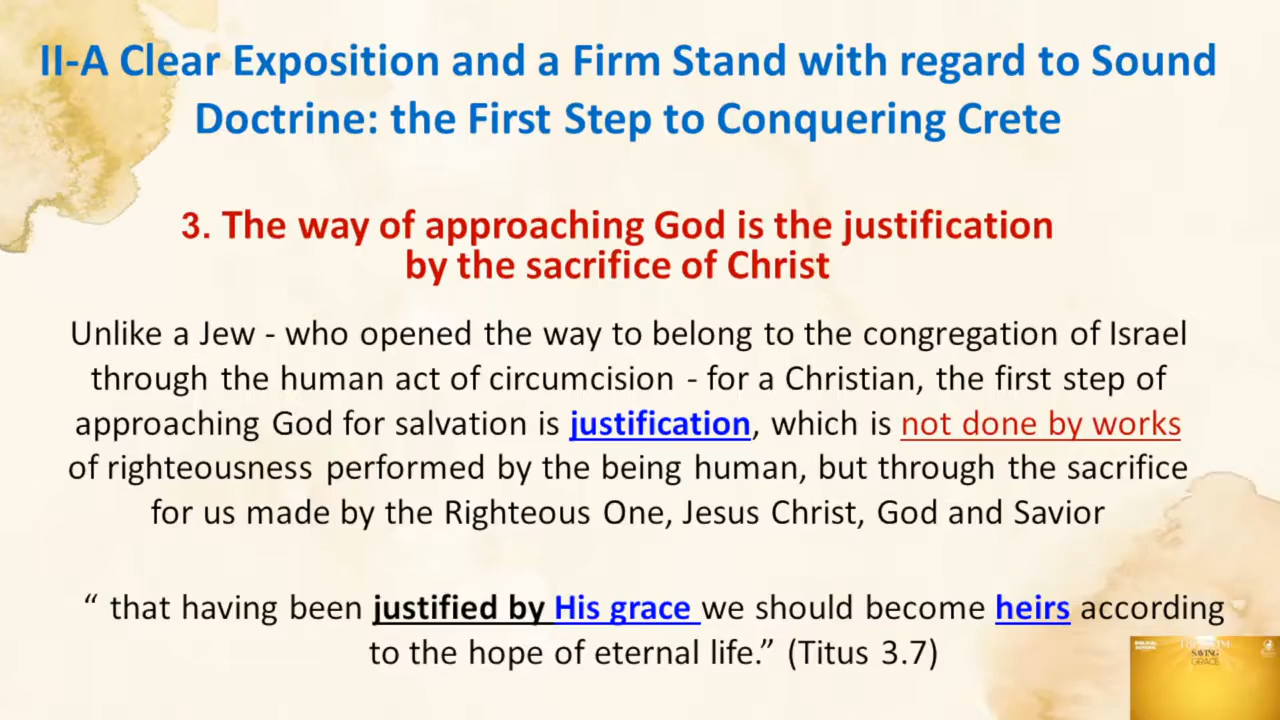 II-A Clear Exposition and a Firm Stand with regard to Sound
Doctrine: the First Step to Conquering Crete
3. The way of approaching God is the justification
by the sacrifice of Christ
Unlike a Jew - who opened the way to belong to the congregation of Israel
through the human act of circumcision - for a Christian, the first step of
approaching God for salvation is justification, which is not done by works
of righteousness performed by the being human, but through the sacrifice
for us made by the Righteous One, Jesus Christ, God and Savior
“ that having been justified by His grace we should become heirs according
to the hope of eternal life.” (Titus 3.7)
SAVING
GRACE